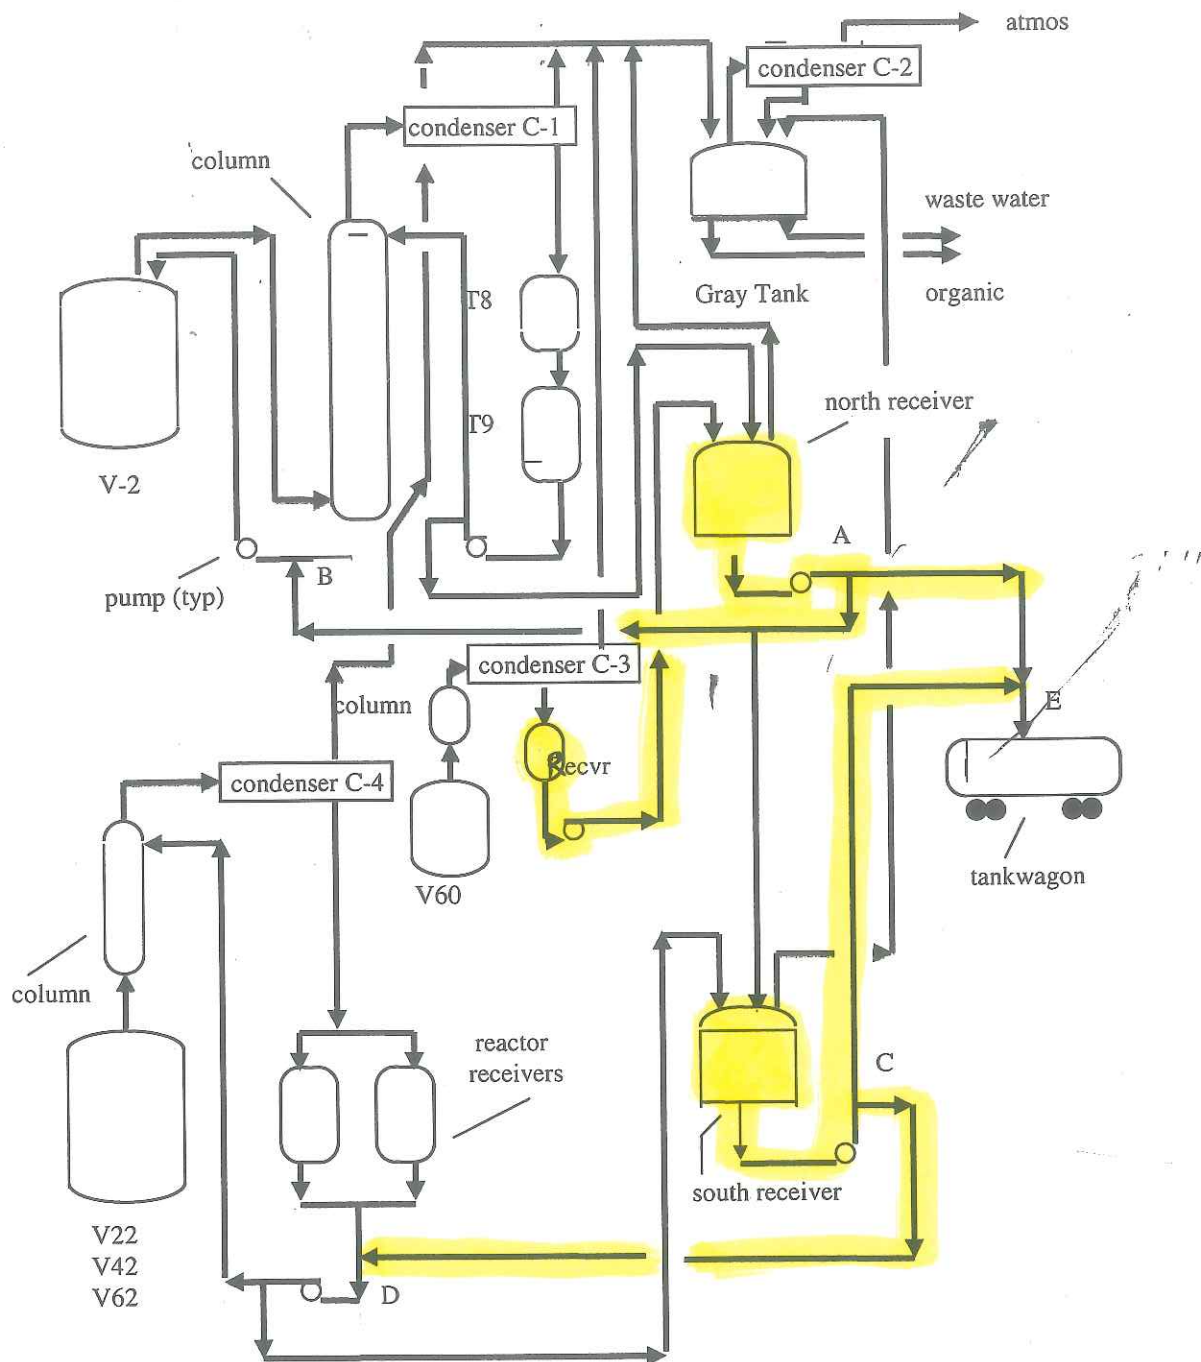 atmos
condenser C-2
condenser C-1
column
waste water
Gray Tank
organic
T8
north receiver
T9
V-2
A
B
pump (typ)
condenser C-3
column
E
Recvr
condenser C-4
tankwagon
V60
column
reactor
receivers
C
south receiver
V22
V42
V62
D